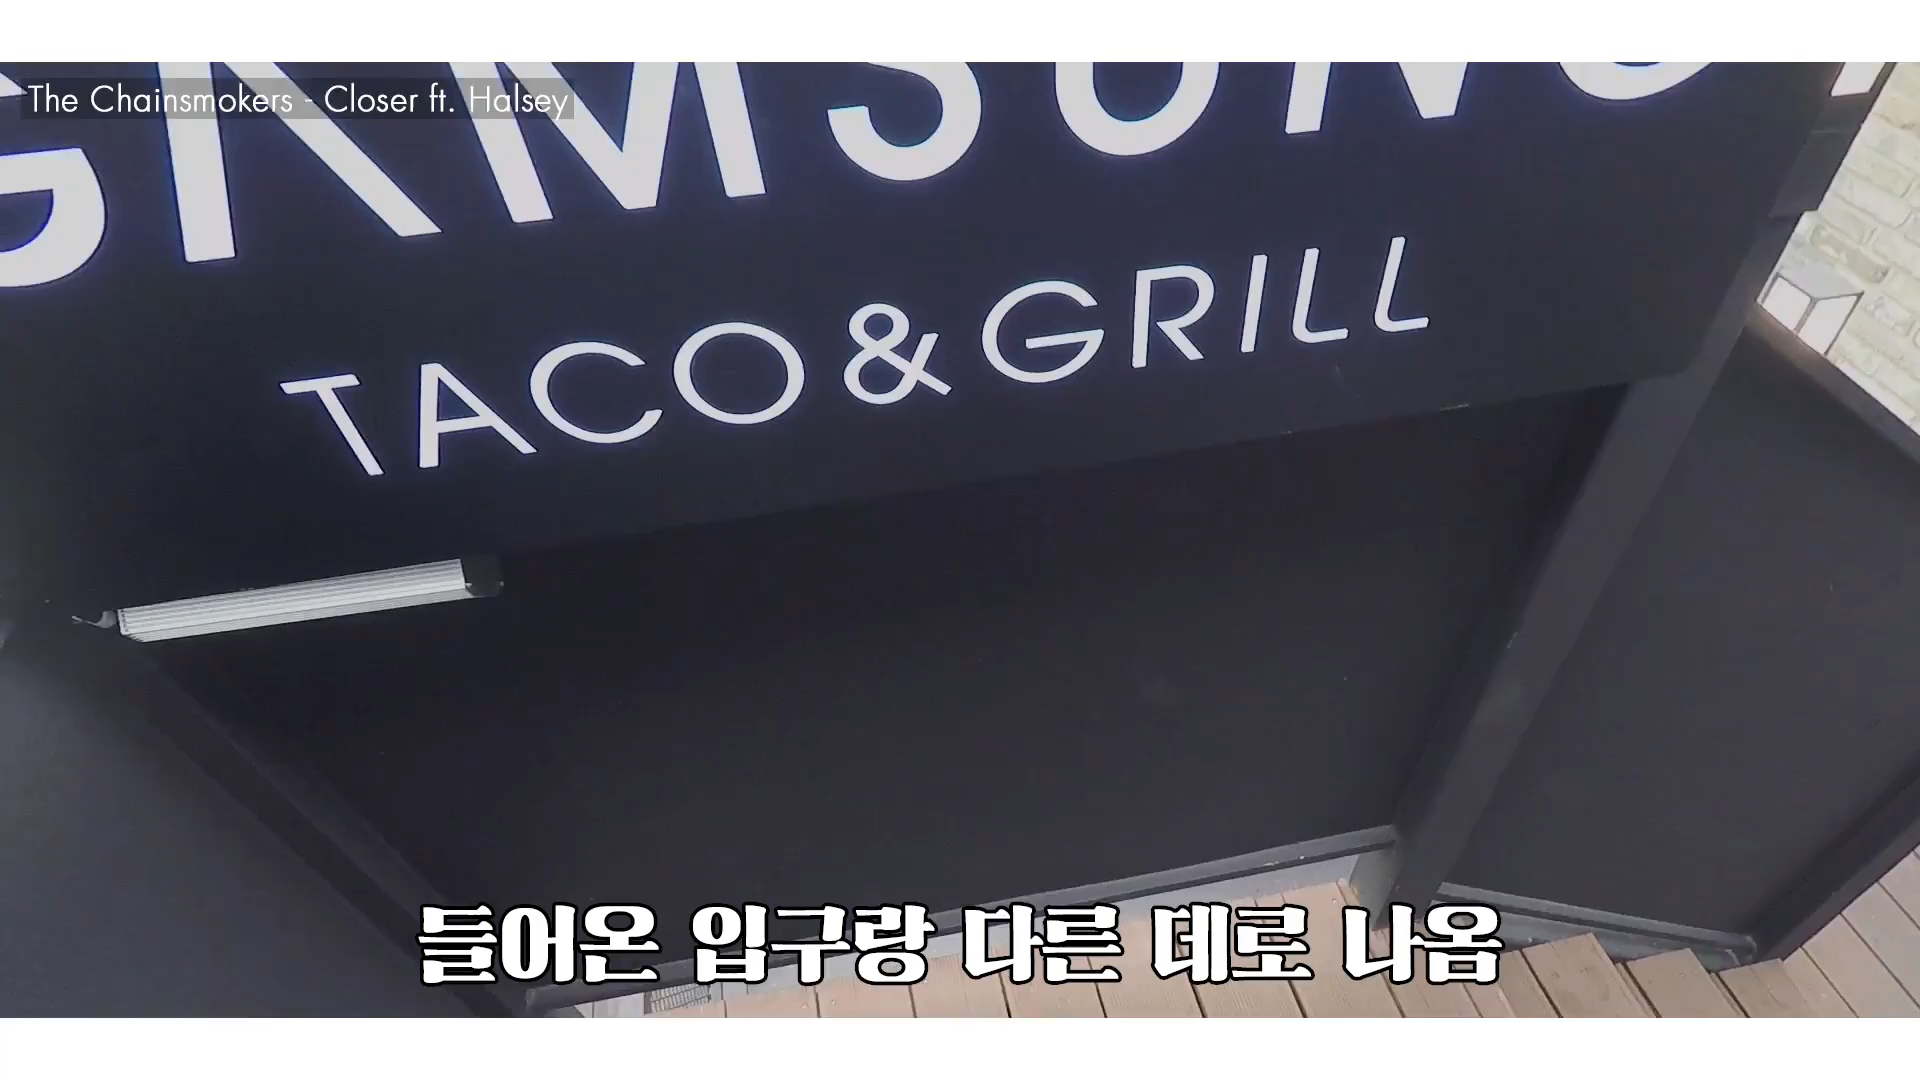 The Chainsmokers - Closer ft. Halsey
TACO&GRILL
들어온 입구랑 다른 데로 나옴